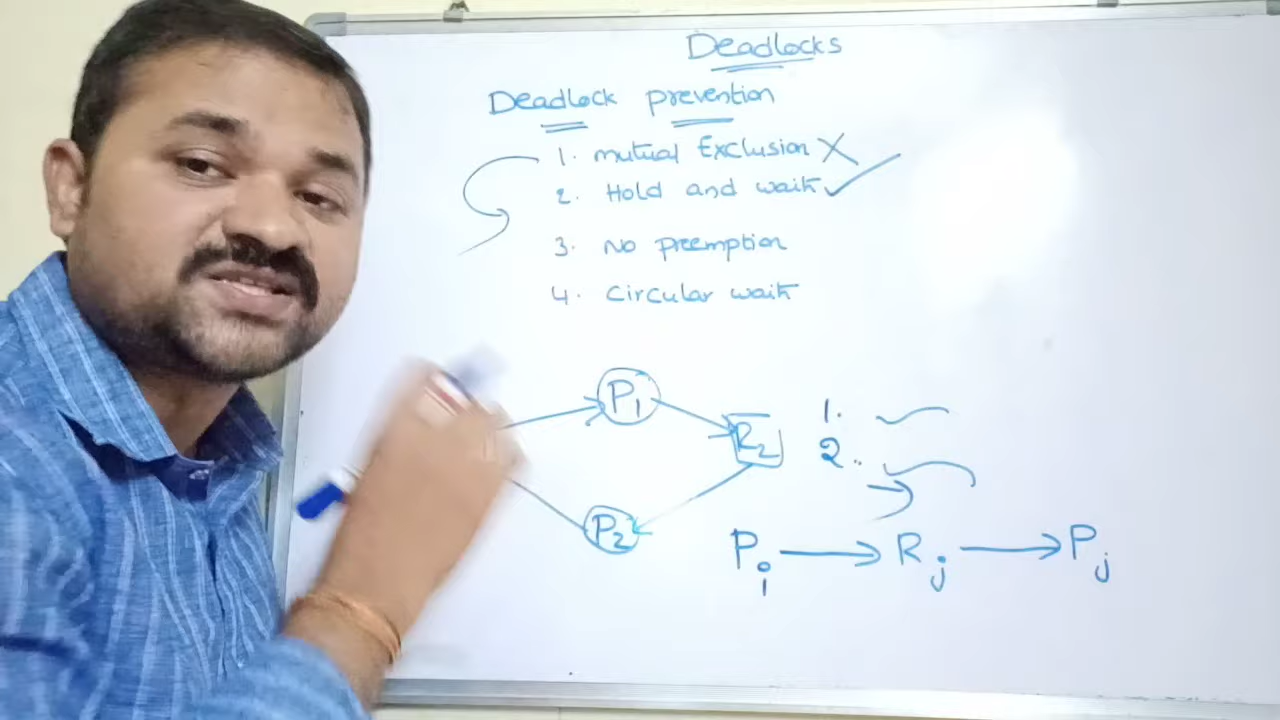 Deadlocks
Deadlock prevention
1. mutual Exclusion X
2. Hold and wait ✓
3. No preemption
4. circular wait
P1
R2
1.
2.
P2
Pi → Rj → Pj